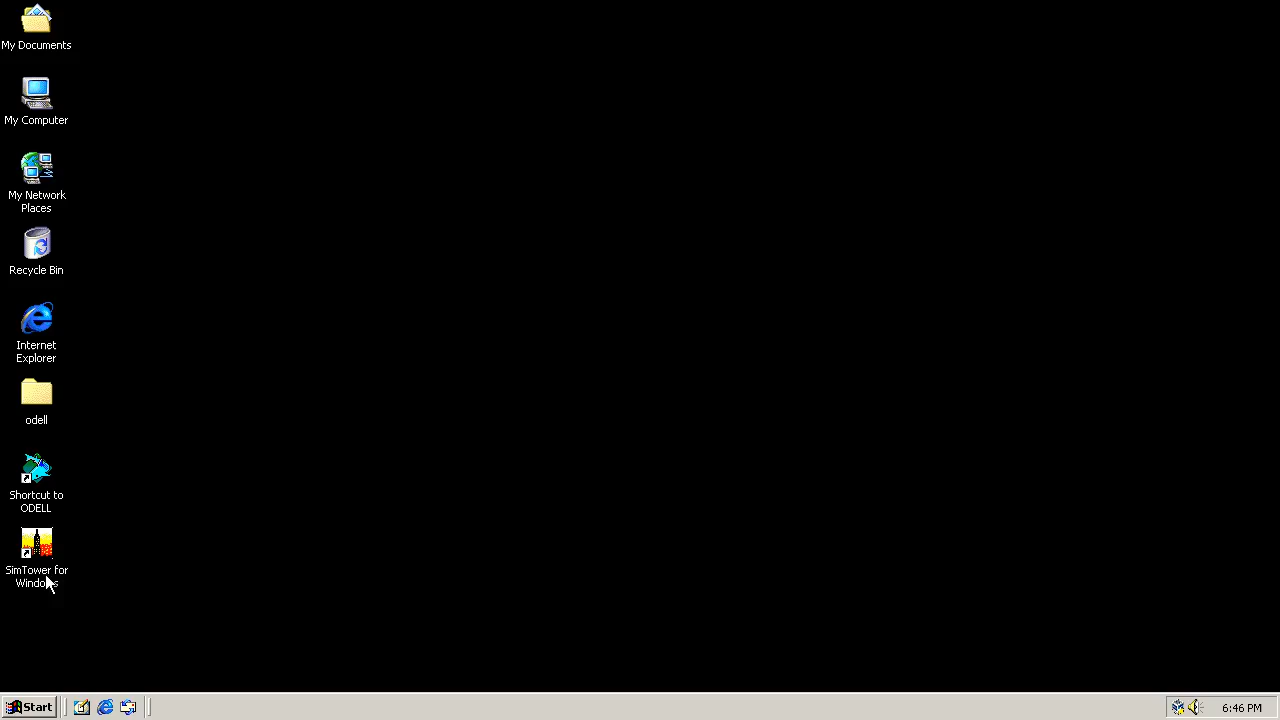 My Documents
My Computer
My Network
Places
Recycle Bin
Internet
Explorer
odell
Shortcut to
ODELL
SimTower for
Windows
Start
6:46 PM